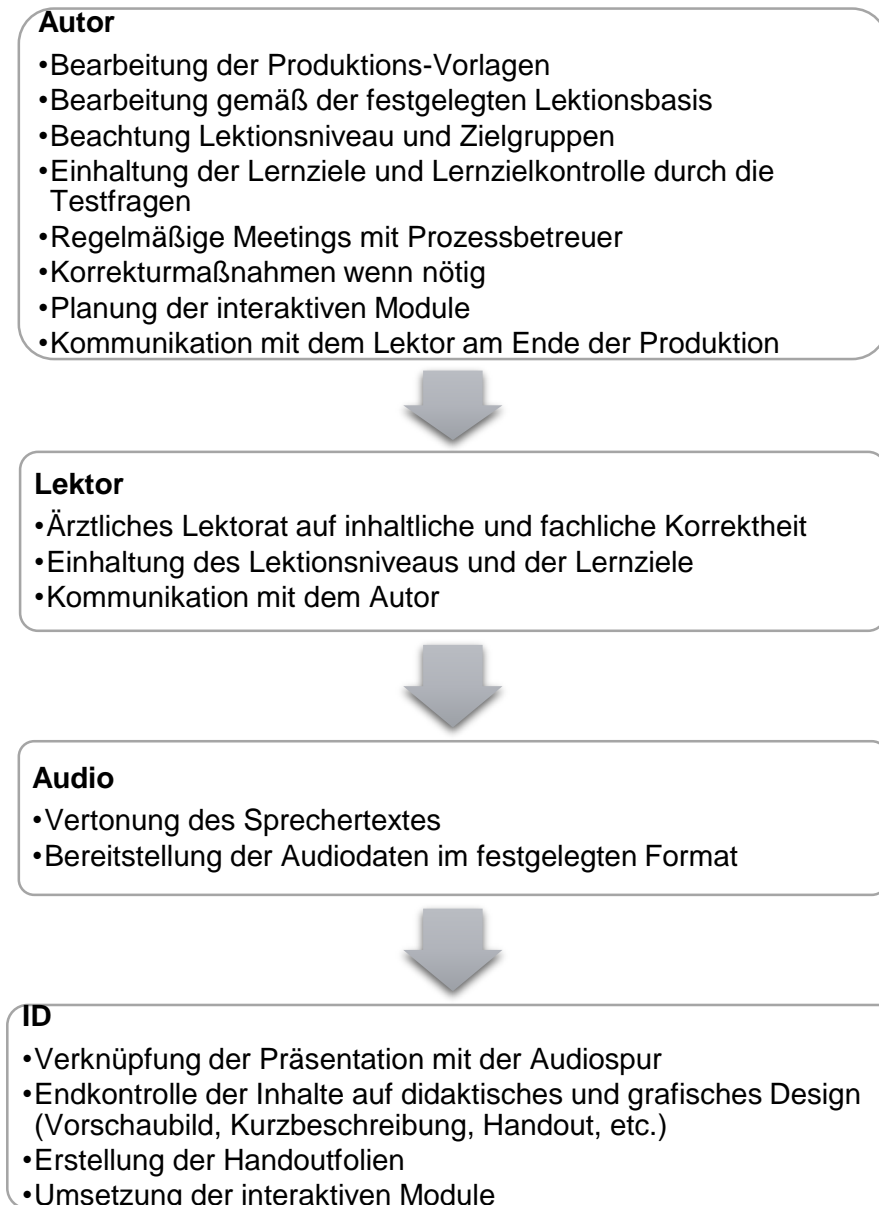 Autor
•Bearbeitung der Produktions-Vorlagen
•Bearbeitung gemäß der festgelegten Lektionsbasis
•Beachtung Lektionsniveau und Zielgruppen
•Einhaltung der Lernziele und Lernzielkontrolle durch die
Testfragen
•Regelmäßige Meetings mit Prozessbetreuer
•Korrekturmaßnahmen wenn nötig
•Planung der interaktiven Module
•Kommunikation mit dem Lektor am Ende der Produktion
Lektor
•Ärztliches Lektorat auf inhaltliche und fachliche Korrektheit
•Einhaltung des Lektionsniveaus und der Lernziele
•Kommunikation mit dem Autor
Audio
•Vertonung des Sprechertextes
•Bereitstellung der Audiodaten im festgelegten Format
ID
•Verknüpfung der Präsentation mit der Audiospur
•Endkontrolle der Inhalte auf didaktisches und grafisches Design
(Vorschaubild, Kurzbeschreibung, Handout, etc.)
•Erstellung der Handoutfolien
•Umsetzung der interaktiven Module